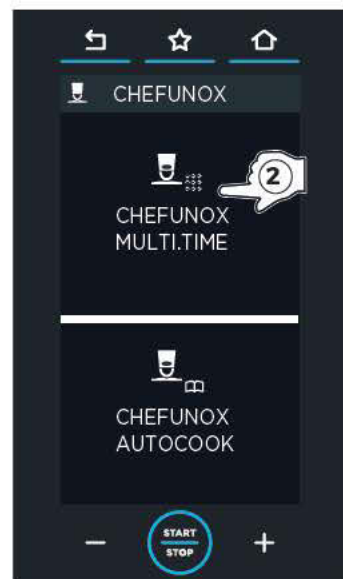 CHEFUNOX
CHEFUNOX
MULTI.TIME
2
CHEFUNOX
AUTOCOOK
START
STOP